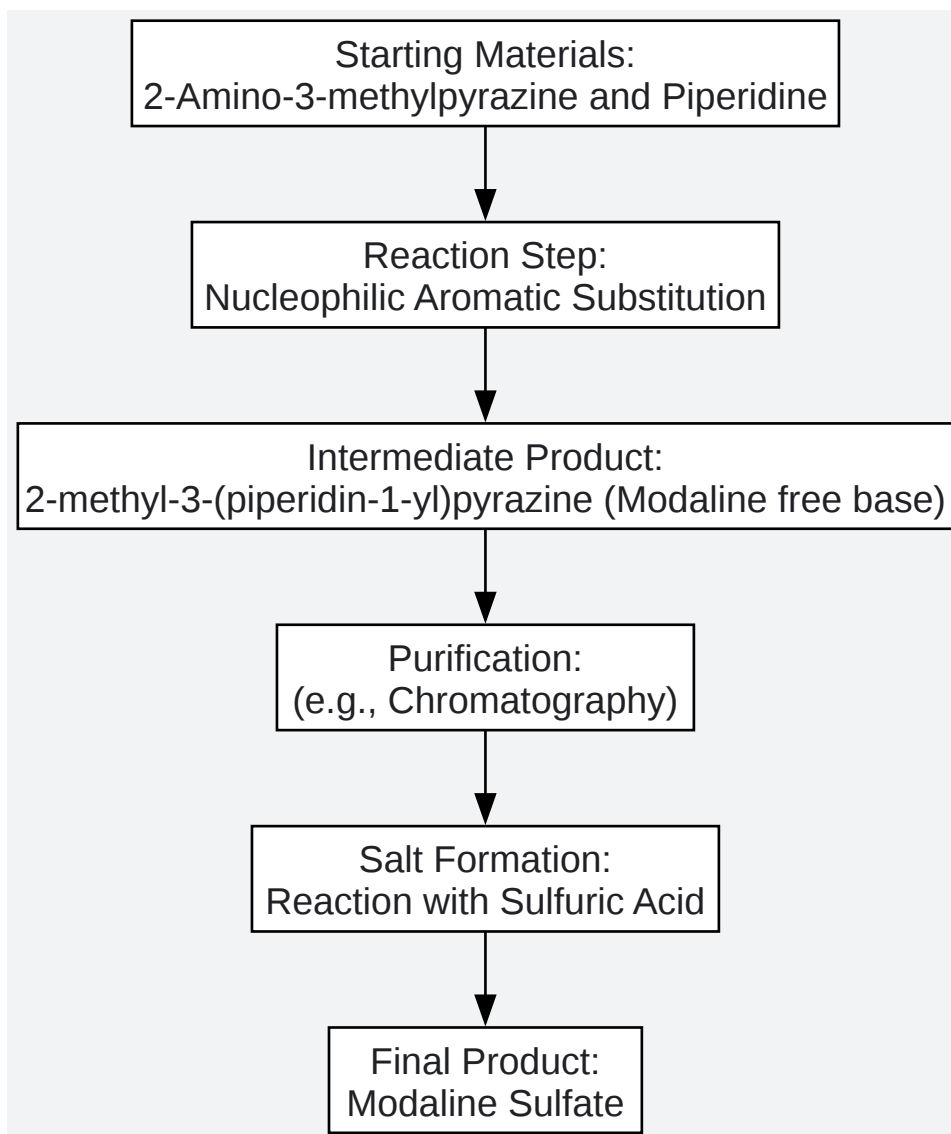 Starting Materials:
2-Amino-3-methylpyrazine and Piperidine
Reaction Step:
Nucleophilic Aromatic Substitution
Intermediate Product:
2-methyl-3-(piperidin-1-yl)pyrazine (Modaline free base)
Purification:
(e.g., Chromatography)
Salt Formation:
Reaction with Sulfuric Acid
Final Product:
Modaline Sulfate